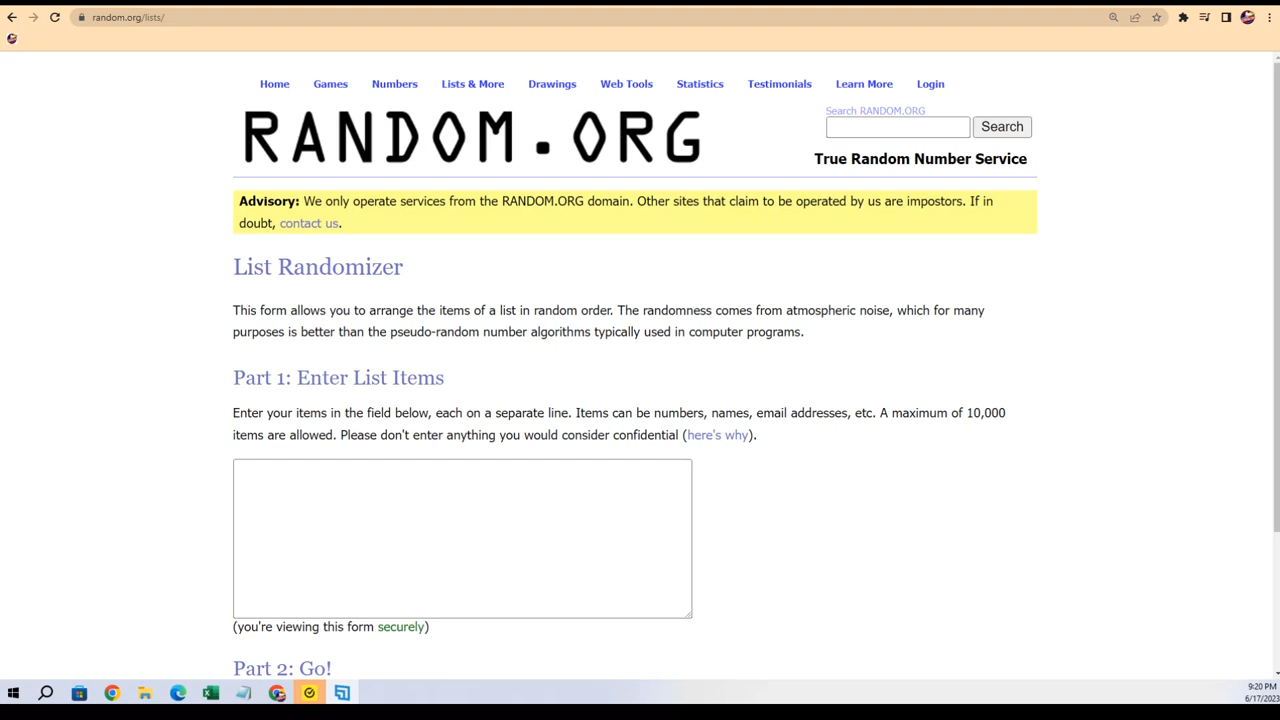 random.org/lists/
Home Games Numbers Lists & More Drawings Web Tools Statistics Testimonials Learn More Login
RANDOM.ORG
Search RANDOM.ORG
Search
True Random Number Service
Advisory: We only operate services from the RANDOM.ORG domain. Other sites that claim to be operated by us are impostors. If in
doubt, contact us.
List Randomizer
This form allows you to arrange the items of a list in random order. The randomness comes from atmospheric noise, which for many
purposes is better than the pseudo-random number algorithms typically used in computer programs.
Part 1: Enter List Items
Enter your items in the field below, each on a separate line. Items can be numbers, names, email addresses, etc. A maximum of 10,000
items are allowed. Please don't enter anything you would consider confidential (here's why).
(you're viewing this form securely)
Part 2: Go!
9:20 PM
6/17/2023